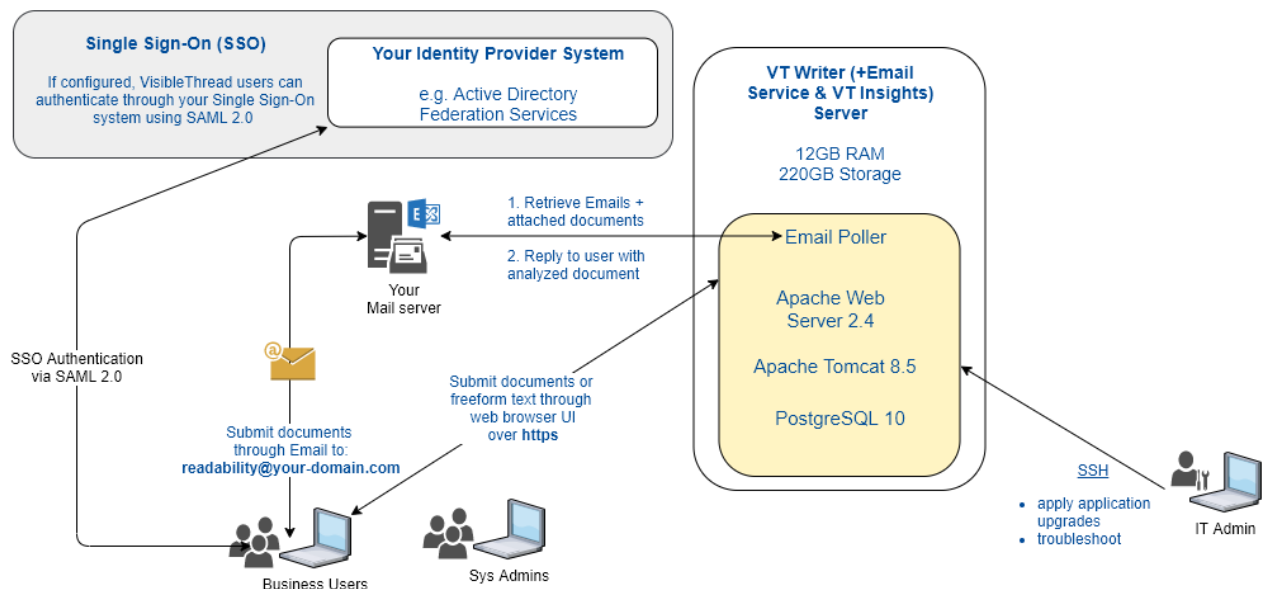 Single Sign-On (SSO)
If configured, VisibleThread users can
authenticate through your Single Sign-On
system using SAML 2.0
Your Identity Provider System
e.g. Active Directory
Federation Services
VT Writer (+Email
Service & VT Insights)
Server
12GB RAM
220GB Storage
1. Retrieve Emails +
attached documents
2. Reply to user with
analyzed document
E
Your
Mail server
Email Poller
Apache Web
Server 2.4
Apache Tomcat 8.5
PostgreSQL 10
SSO Authentication
via SAML 2.0
@
Submit documents
through Email to:
readability@your-domain.com
Submit documents or
freeform text through
web browser UI
over https
SSH
• apply application
upgrades
• troubleshoot
IT Admin
Business Users
Sys Admins